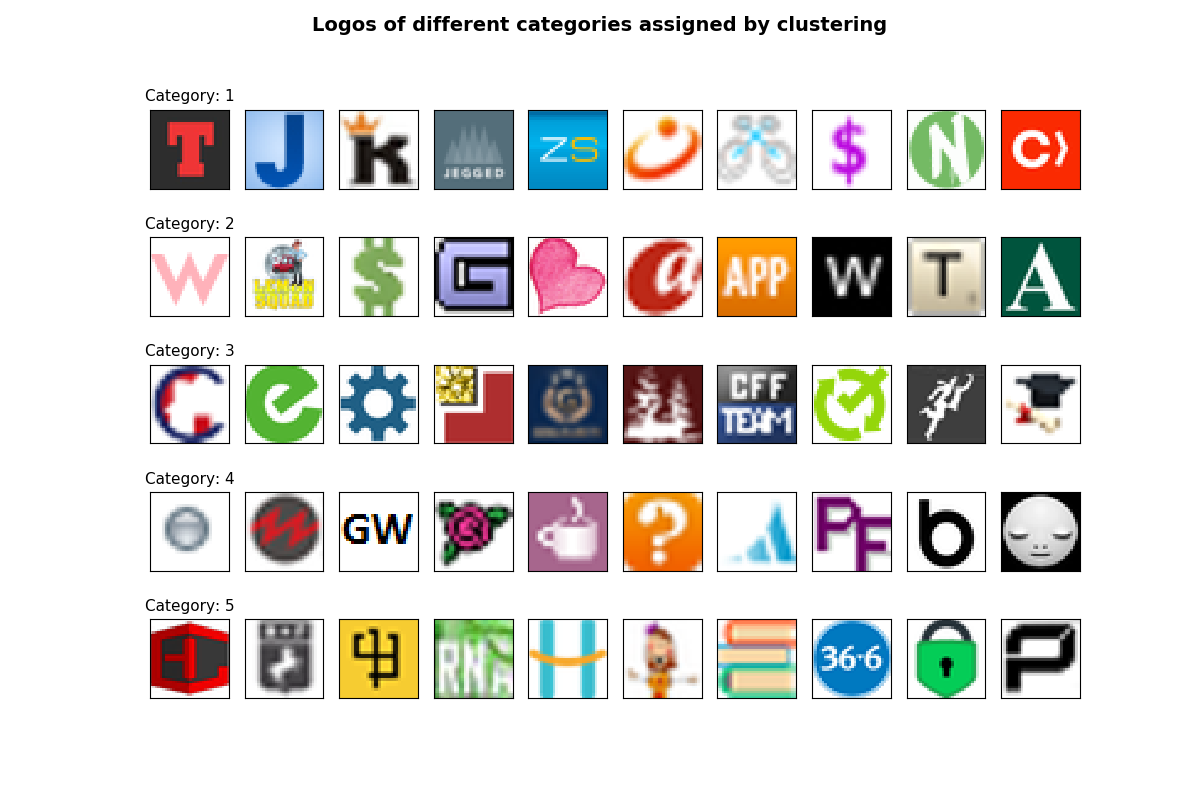 Logos of different categories assigned by clustering
Category: 1
T J K JEGGED ZS $ N C
Category: 2
W LEMON SQUAD $ G a APP W T A
Category: 3
C e CFF TEAM
Category: 4
GW ? PF b
Category: 5
36·6 P